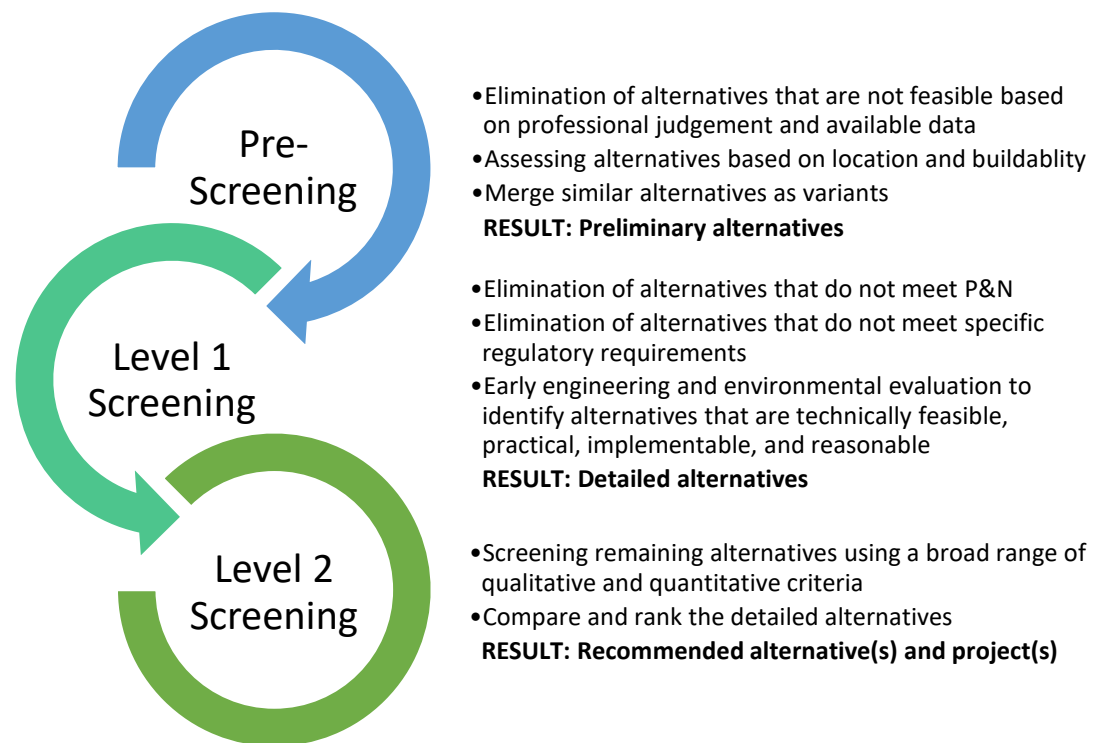 Pre-
Screening
•Elimination of alternatives that are not feasible based
on professional judgement and available data
•Assessing alternatives based on location and buildablity
•Merge similar alternatives as variants
RESULT: Preliminary alternatives
Level 1
Screening
•Elimination of alternatives that do not meet P&N
•Elimination of alternatives that do not meet specific
regulatory requirements
•Early engineering and environmental evaluation to
identify alternatives that are technically feasible,
practical, implementable, and reasonable
RESULT: Detailed alternatives
Level 2
Screening
•Screening remaining alternatives using a broad range of
qualitative and quantitative criteria
•Compare and rank the detailed alternatives
RESULT: Recommended alternative(s) and project(s)